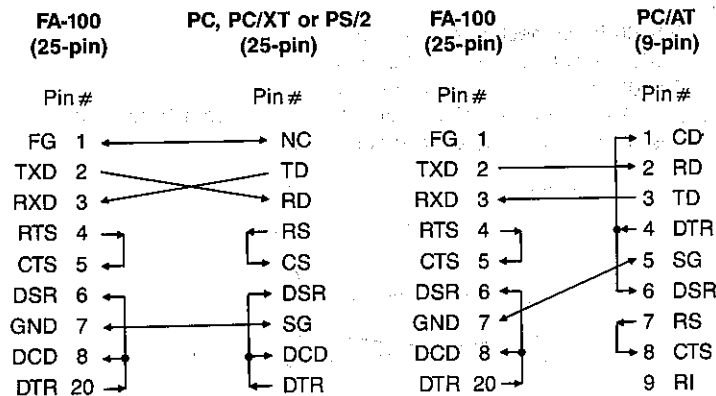 FA-100 PC, PC/XT or PS/2 FA-100 PC/AT
(25-pin) (25-pin) (25-pin) (9-pin)
Pin # Pin # Pin # Pin #
FG 1 NC FG 1 1 CD
TXD 2 TD TXD 2 2 RD
RXD 3 RD RXD 3 3 TD
RTS 4 RS RTS 4 4 DTR
CTS 5 CS CTS 5 5 SG
DSR 6 DSR DSR 6 6 DSR
GND 7 SG GND 7 7 RS
DCD 8 DCD DCD 8 8 CTS
DTR 20 DTR DTR 20 9 RI